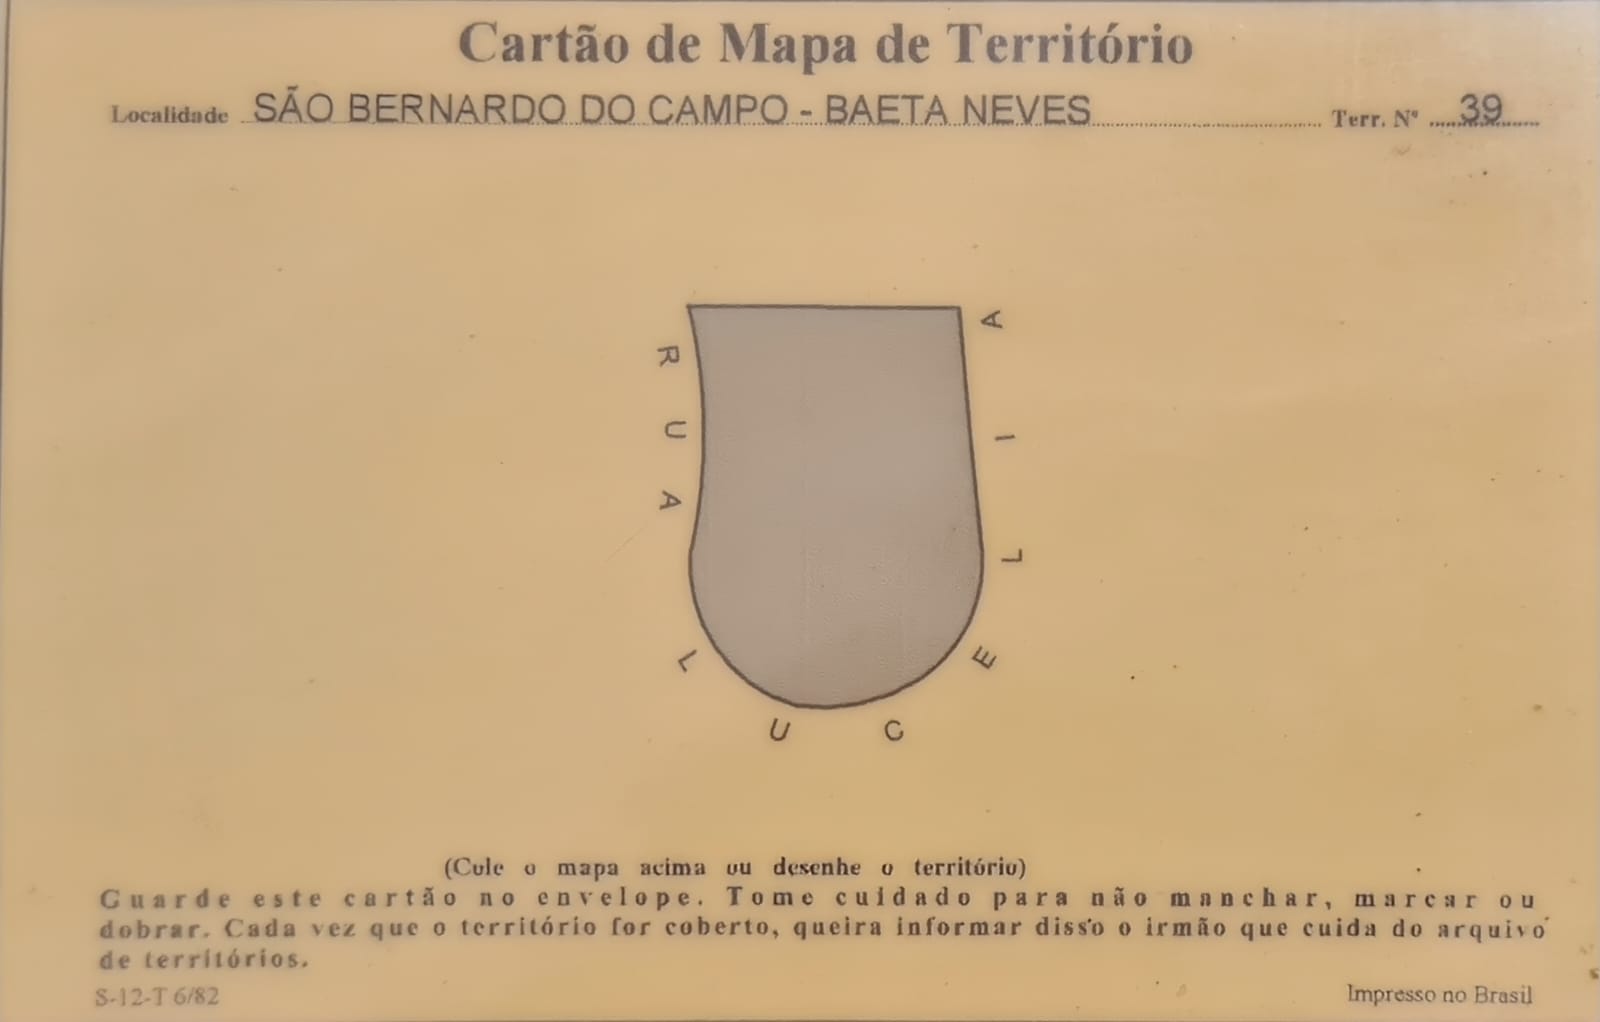 Cartão de Mapa de Território
Localidade SÃO BERNARDO DO CAMPO - BAETA NEVES Terr. Nº 39
RUA LUCELIA
(Cole o mapa acima ou desenhe o território)
Guarde este cartão no envelope. Tome cuidado para não manchar, marcar ou
dobrar. Cada vez que o território for coberto, queira informar disso o irmão que cuida do arquivo
de territórios.
S-12-T 6/82
Impresso no Brasil